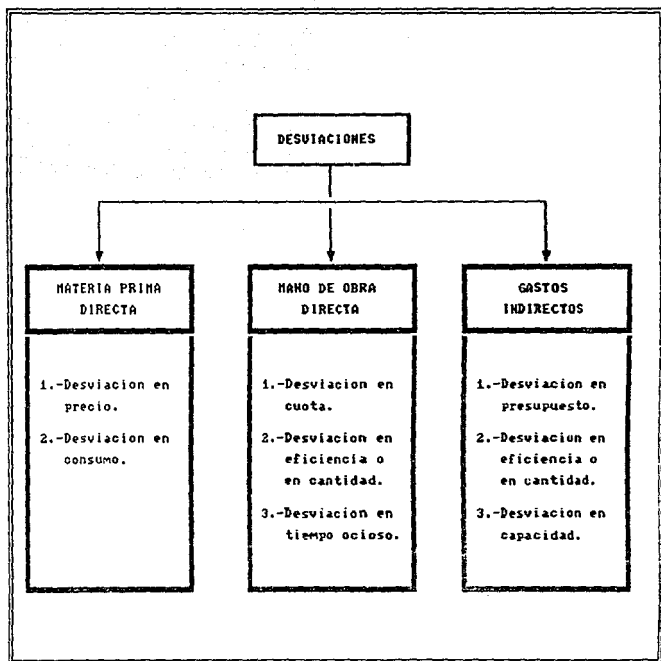 DESVIACIONES
MATERIA PRIMA
DIRECTA
1.-Desviacion en
precio.
2.-Desviacion en
consumo.
MANO DE OBRA
DIRECTA
1.-Desviacion en
cuota.
2.-Desviacion en
eficiencia o
en cantidad.
3.-Desviacion en
tiempo ocioso.
GASTOS
INDIRECTOS
1.-Desviacion en
presupuesto.
2.-Desviacion en
eficiencia o
en cantidad.
3.-Desviacion en
capacidad.